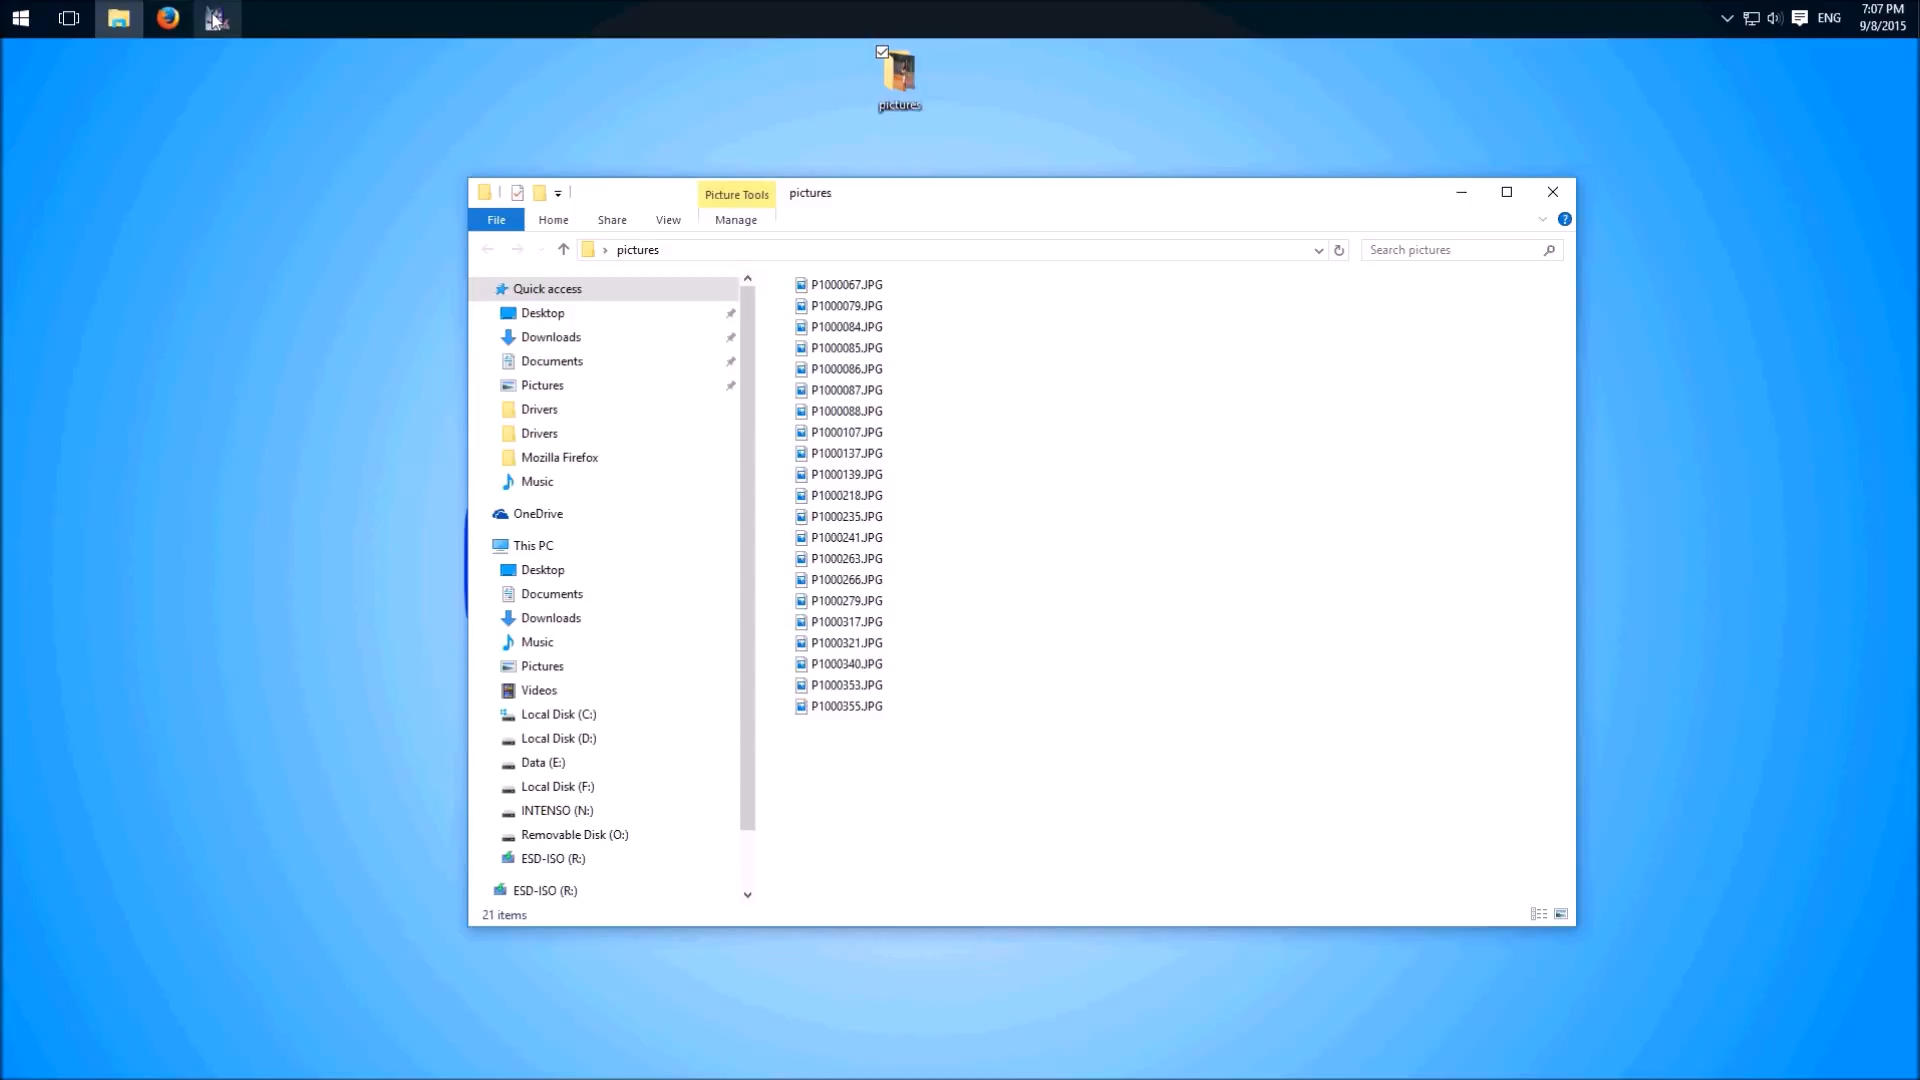 ENG
7:07 PM
9/8/2015
pictures
Picture Tools
pictures
File
Home
Share
View
Manage
pictures
Search pictures
Quick access
Desktop
Downloads
Documents
Pictures
Drivers
Drivers
Mozilla Firefox
Music
OneDrive
This PC
Desktop
Documents
Downloads
Music
Pictures
Videos
Local Disk (C:)
Local Disk (D:)
Data (E:)
Local Disk (F:)
INTENSO (N:)
Removable Disk (O:)
ESD-ISO (R:)
ESD-ISO (R:)
P1000067.JPG
P1000079.JPG
P1000084.JPG
P1000085.JPG
P1000086.JPG
P1000087.JPG
P1000088.JPG
P1000107.JPG
P1000137.JPG
P1000139.JPG
P1000218.JPG
P1000235.JPG
P1000241.JPG
P1000263.JPG
P1000266.JPG
P1000279.JPG
P1000317.JPG
P1000321.JPG
P1000340.JPG
P1000353.JPG
P1000355.JPG
21 items